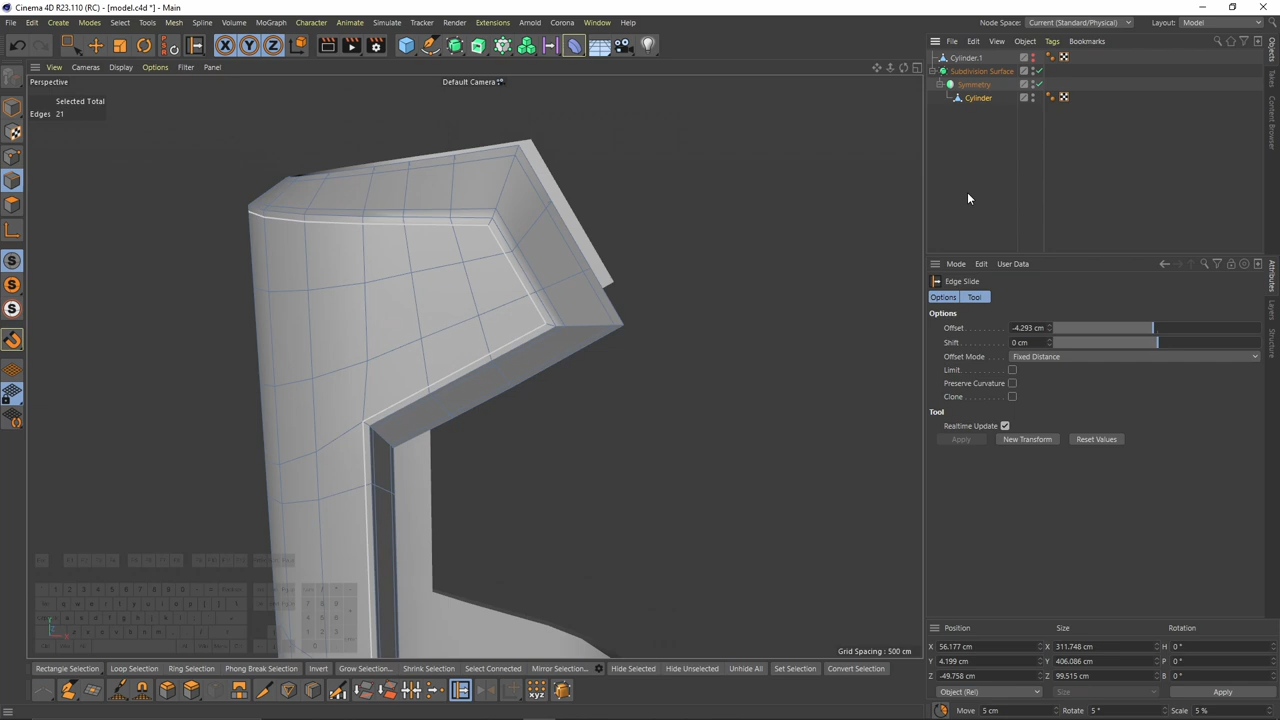 Cinema 4D R23.110 (RC) - [model.c4d *] - Main
File Edit Create Modes Select Tools Mesh Spline Volume MoGraph Character Animate Simulate Tracker Render Extensions Arnold Corona Window Help
Node Space: Current (Standard/Physical) Layout: Model
X Y Z
View Cameras Display Options Filter Panel
File Edit View Object Tags Bookmarks
Perspective
Default Camera
Selected Total
Edges 21
Cylinder.1
Subdivision Surface
Symmetry
Cylinder
Objects
Takes
Content Browser
Mode Edit User Data
Edge Slide
Options Tool
Options
Offset -4.293 cm
Shift 0 cm
Offset Mode Fixed Distance
Limit
Preserve Curvature
Clone
Tool
Realtime Update
Apply New Transform Reset Values
Attributes
Layers
Structure
Grid Spacing : 500 cm
Position Size Rotation
X 56.177 cm X 311.748 cm H 0 °
Y 4.199 cm Y 406.086 cm P 0 °
Z -49.758 cm Z 99.515 cm B 0 °
Object (Rel) Size Apply
Rectangle Selection Loop Selection Ring Selection Phong Break Selection Invert Grow Selection... Shrink Selection Select Connected Mirror Selection... Hide Selected Hide Unselected Unhide All Set Selection Convert Selection
Move 5 cm Rotate 5 ° Scale 5 %